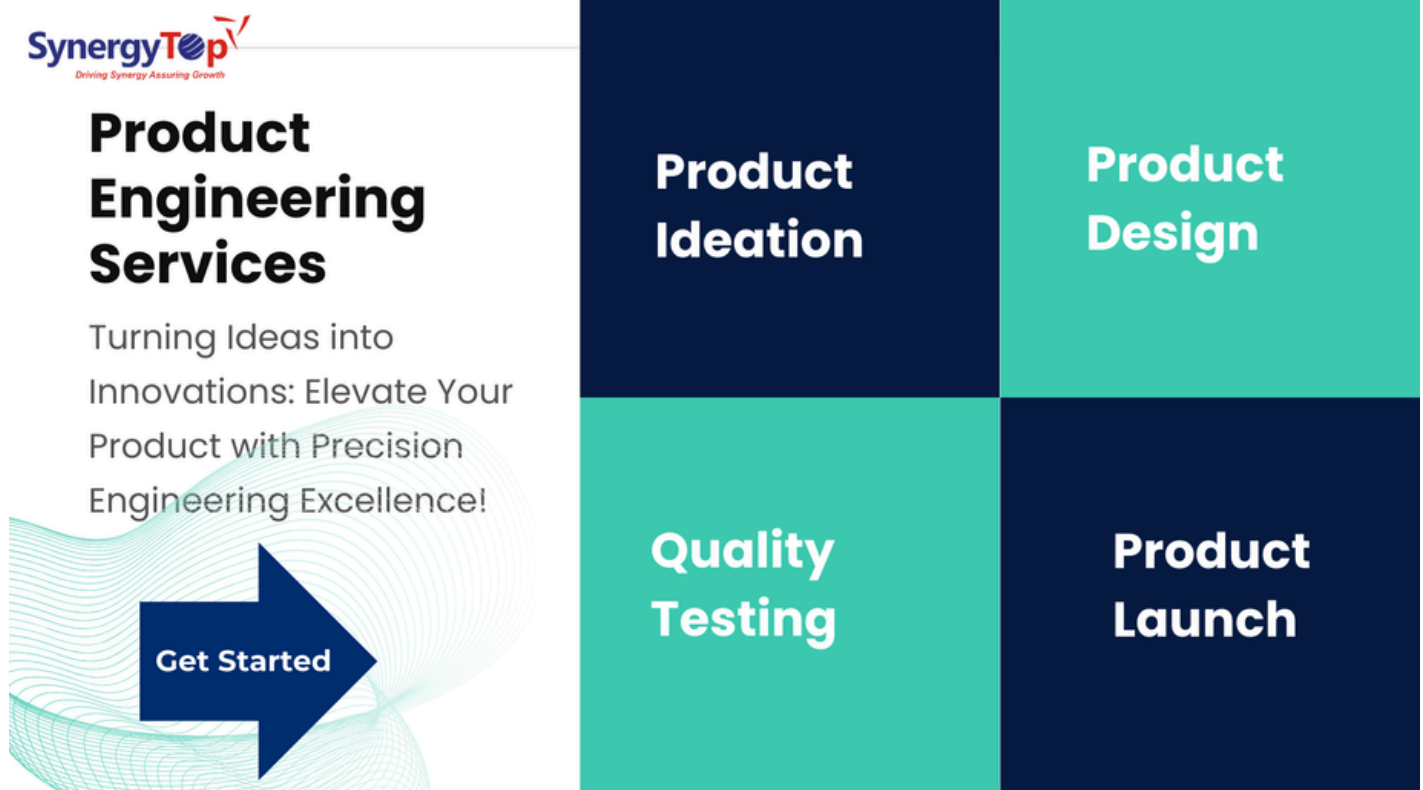 SynergyTop
Driving Synergy Assuring Growth
Product
Engineering
Services
Turning Ideas into
Innovations: Elevate Your
Product with Precision
Engineering Excellence!
Get Started
Product
Ideation
Product
Design
Quality
Testing
Product
Launch